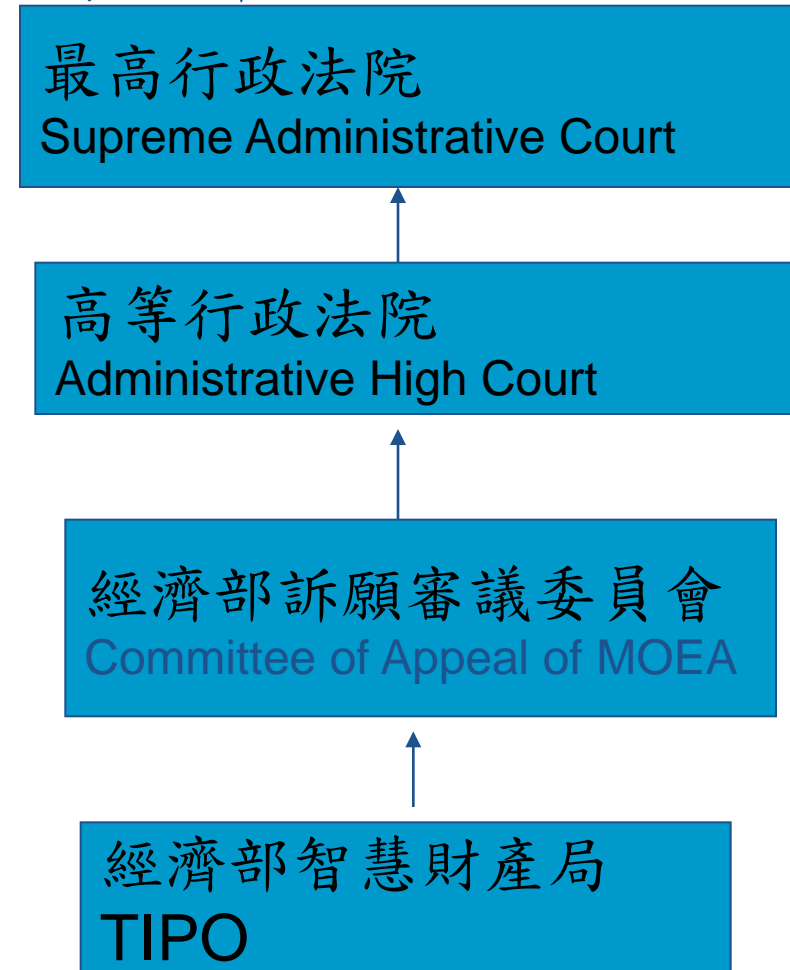 最高行政法院
Supreme Administrative Court
高等行政法院
Administrative High Court
經濟部訴願審議委員會
Committee of Appeal of MOEA
經濟部智慧財產局
TIPO